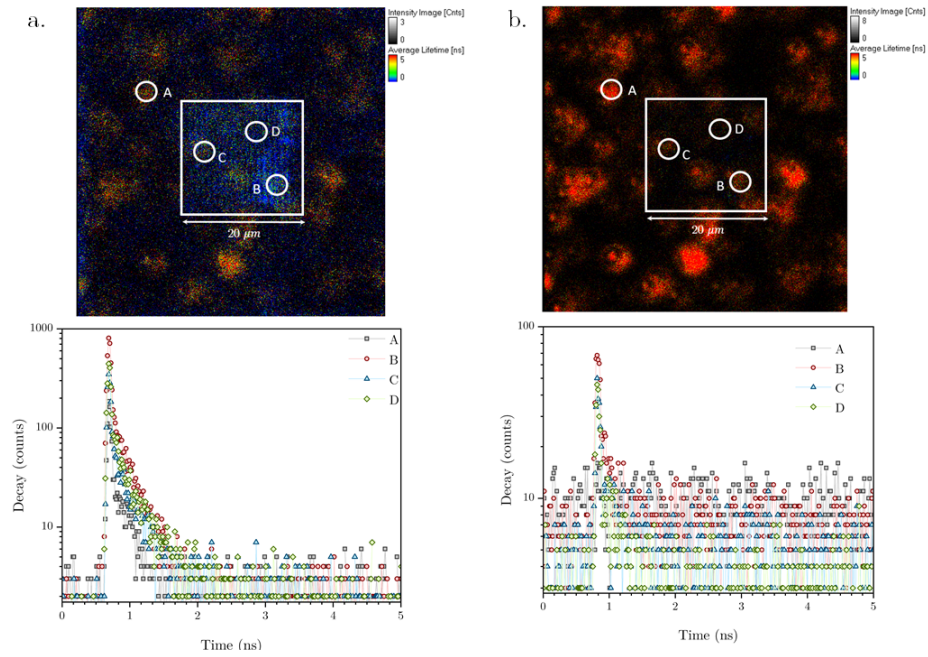 a.
Intensity Image [Cnts]
3
0
Average Lifetime [ns]
5
0
A
D
C
B
20 μm
1000
100
10
Decay (counts)
0
1
2
3
4
5
Time (ns)
A
B
C
D
b.
Intensity Image [Cnts]
8
0
Average Lifetime [ns]
5
0
A
D
C
B
20 μm
100
10
Decay (counts)
0
1
2
3
4
5
Time (ns)
A
B
C
D